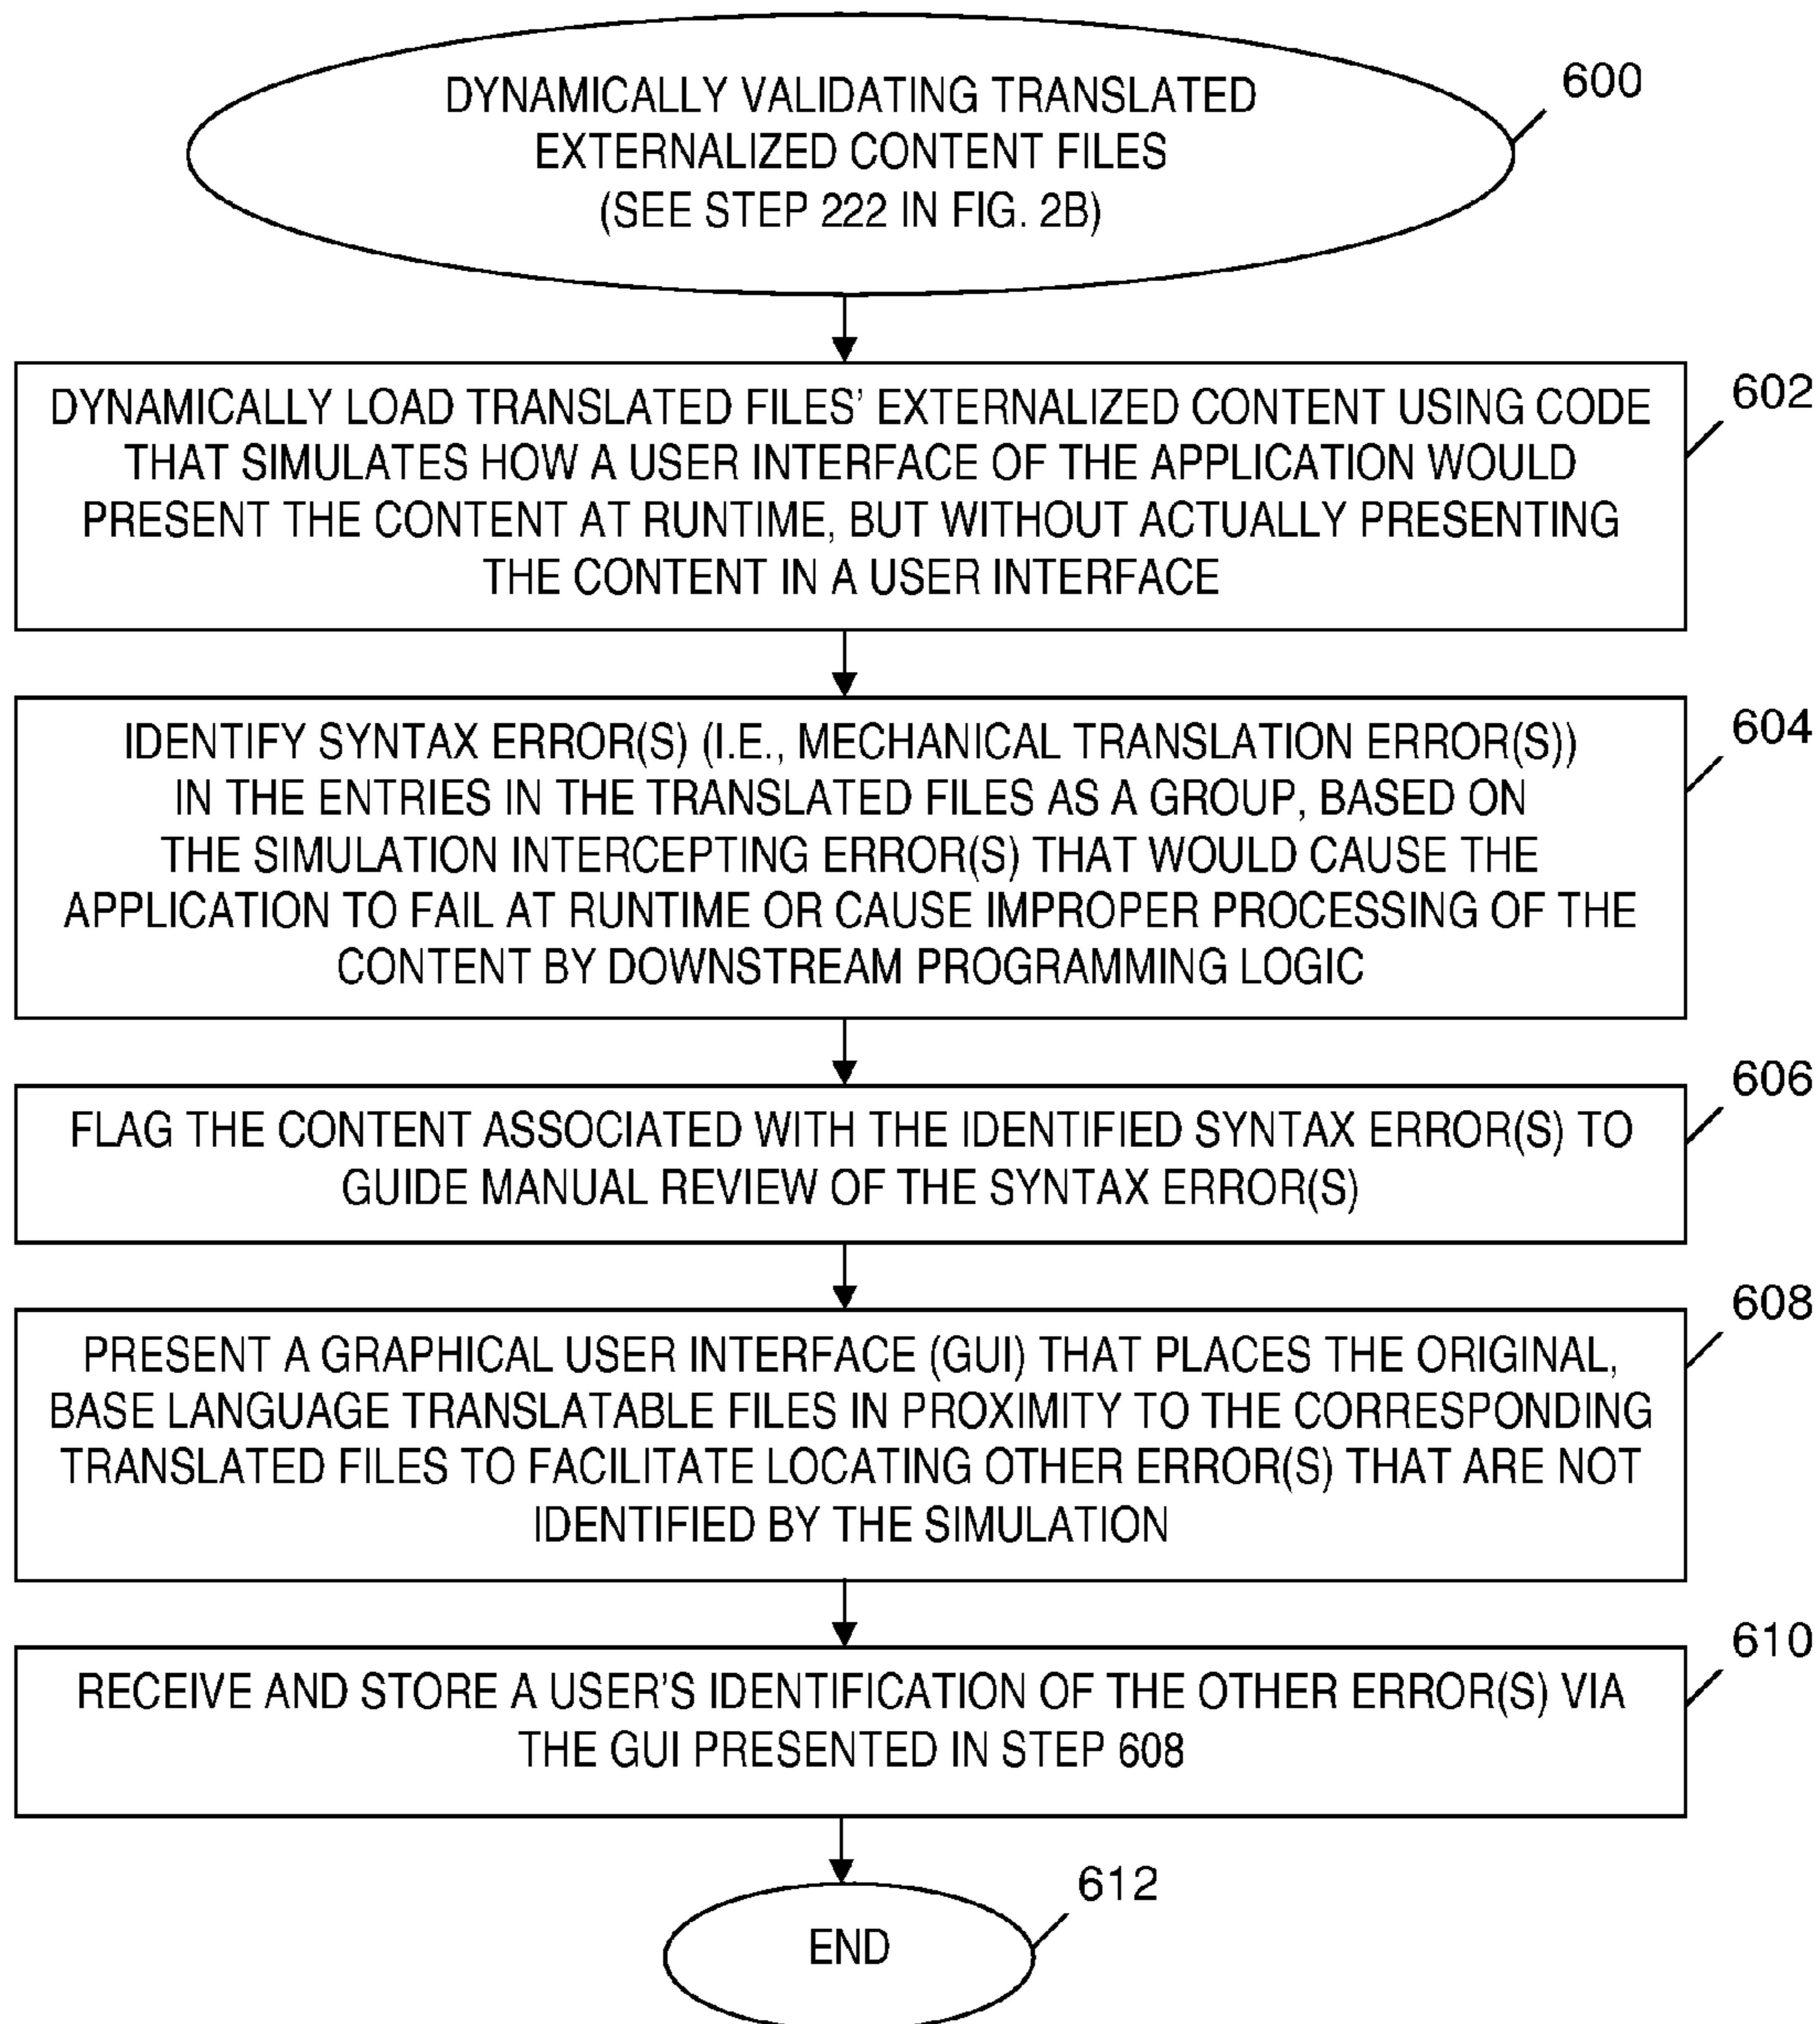 DYNAMICALLY VALIDATING TRANSLATED
EXTERNALIZED CONTENT FILES
(SEE STEP 222 IN FIG. 2B)
600
DYNAMICALLY LOAD TRANSLATED FILES' EXTERNALIZED CONTENT USING CODE
THAT SIMULATES HOW A USER INTERFACE OF THE APPLICATION WOULD
PRESENT THE CONTENT AT RUNTIME, BUT WITHOUT ACTUALLY PRESENTING
THE CONTENT IN A USER INTERFACE
602
IDENTIFY SYNTAX ERROR(S) (I.E., MECHANICAL TRANSLATION ERROR(S))
IN THE ENTRIES IN THE TRANSLATED FILES AS A GROUP, BASED ON
THE SIMULATION INTERCEPTING ERROR(S) THAT WOULD CAUSE THE
APPLICATION TO FAIL AT RUNTIME OR CAUSE IMPROPER PROCESSING OF THE
CONTENT BY DOWNSTREAM PROGRAMMING LOGIC
604
FLAG THE CONTENT ASSOCIATED WITH THE IDENTIFIED SYNTAX ERROR(S) TO
GUIDE MANUAL REVIEW OF THE SYNTAX ERROR(S)
606
PRESENT A GRAPHICAL USER INTERFACE (GUI) THAT PLACES THE ORIGINAL,
BASE LANGUAGE TRANSLATABLE FILES IN PROXIMITY TO THE CORRESPONDING
TRANSLATED FILES TO FACILITATE LOCATING OTHER ERROR(S) THAT ARE NOT
IDENTIFIED BY THE SIMULATION
608
RECEIVE AND STORE A USER'S IDENTIFICATION OF THE OTHER ERROR(S) VIA
THE GUI PRESENTED IN STEP 608
610
END
612